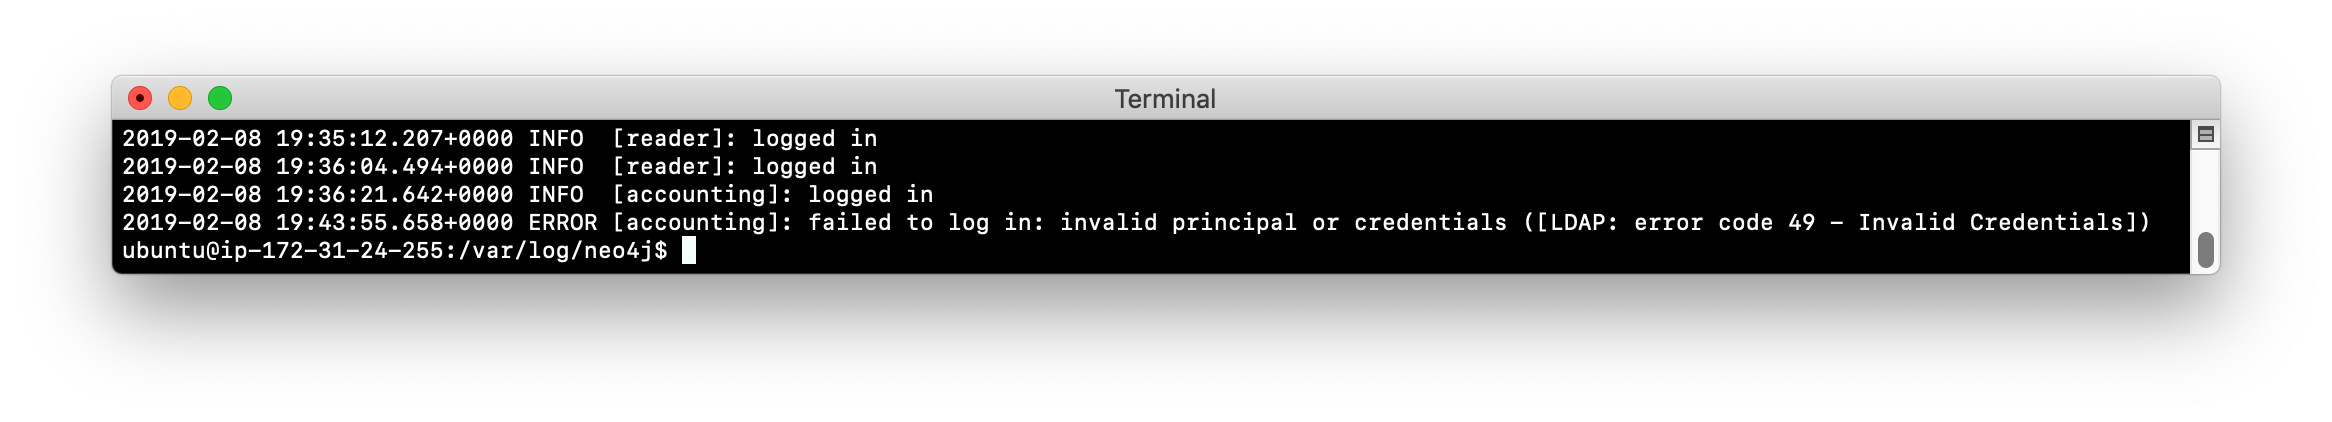 Terminal
2019-02-08 19:35:12.207+0000 INFO  [reader]: logged in
2019-02-08 19:36:04.494+0000 INFO  [reader]: logged in
2019-02-08 19:36:21.642+0000 INFO  [accounting]: logged in
2019-02-08 19:43:55.658+0000 ERROR [accounting]: failed to log in: invalid principal or credentials ([LDAP: error code 49 - Invalid Credentials])
ubuntu@ip-172-31-24-255:/var/log/neo4j$